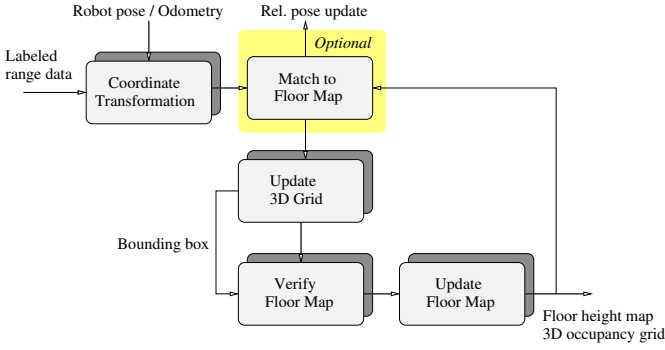 Robot pose / Odometry
Rel. pose update
Optional
Labeled
range data
Coordinate
Transformation
Match to
Floor Map
Update
3D Grid
Bounding box
Verify
Floor Map
Update
Floor Map
Floor height map
3D occupancy grid